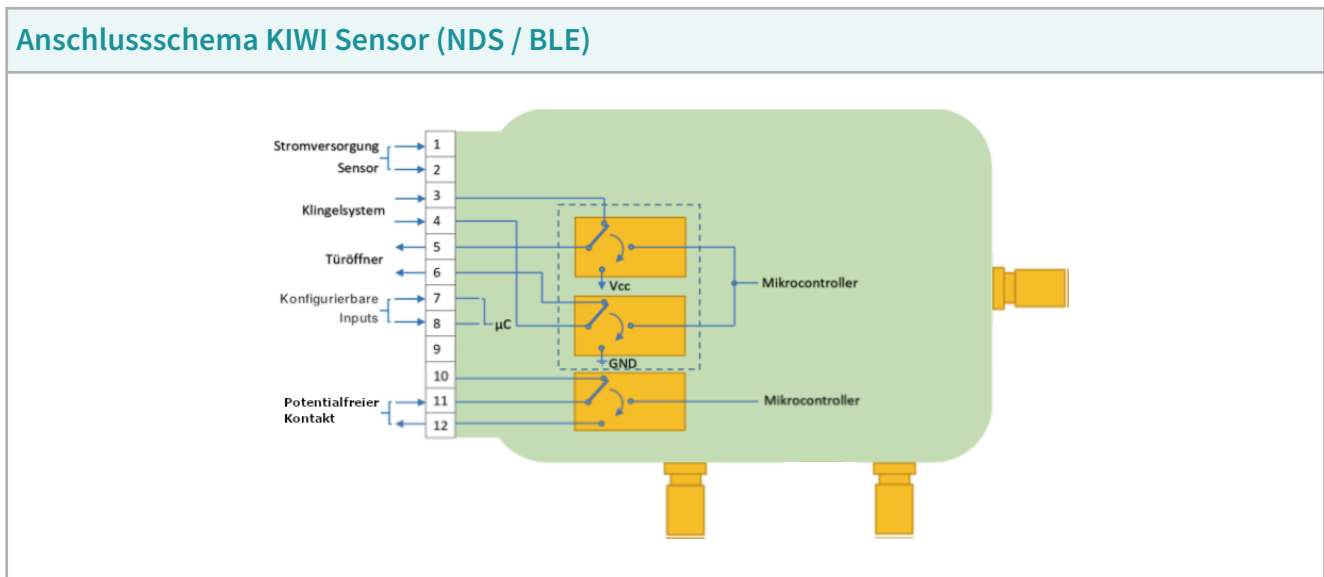 Anschlussschema KIWI Sensor (NDS / BLE)
Stromversorgung
Sensor
Klingelsystem
Türöffner
Konfigurierbare
Inputs
Potentialfreier
Kontakt
1
2
3
4
5
6
7
8
9
10
11
12
µC
Vcc
GND
Mikrocontroller
Mikrocontroller